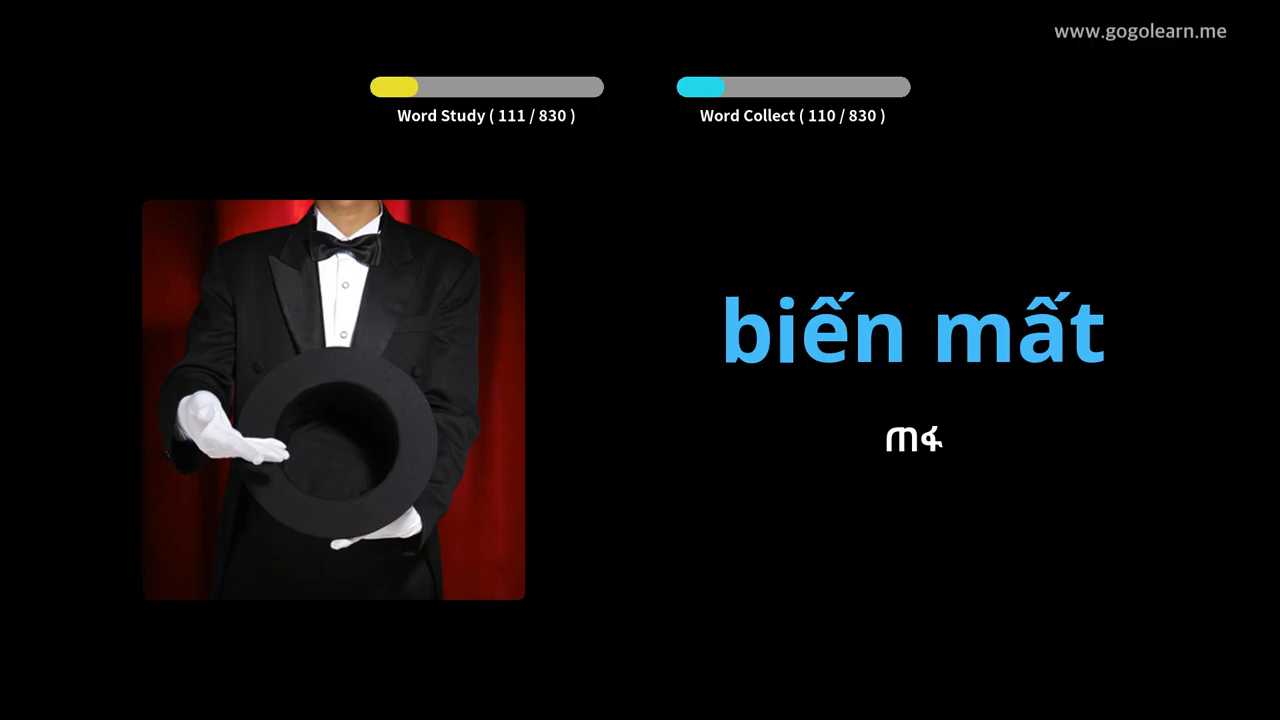 www.gogolearn.me
Word Study ( 111 / 830 )
Word Collect ( 110 / 830 )
biến mất
ጠፋ